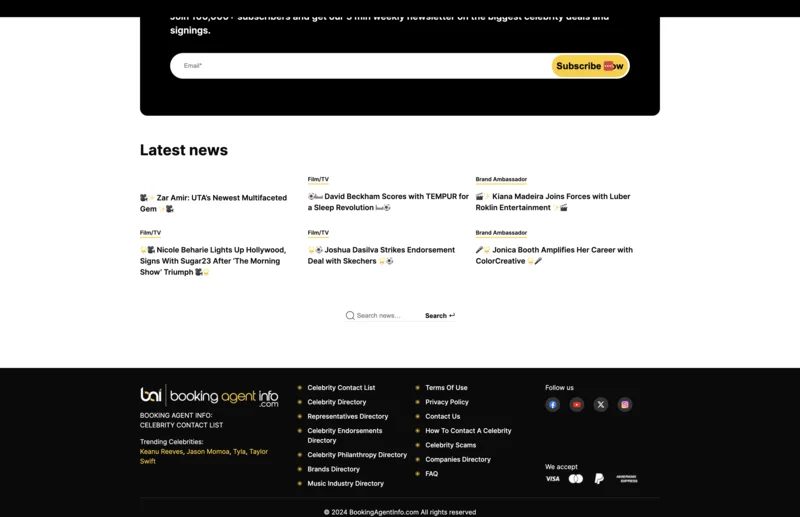 Join 100,000+ subscribers and get our 5 min weekly newsletter on the biggest celebrity deals and
signings.
Email*
Subscribe
Latest news
Zar Amir: UTA's Newest Multifaceted
Gem
Film/TV
David Beckham Scores with TEMPUR for
a Sleep Revolution
Brand Ambassador
Kiana Madeira Joins Forces with Luber
Roklin Entertainment
Film/TV
Nicole Beharie Lights Up Hollywood,
Signs With Sugar23 After 'The Morning
Show' Triumph
Film/TV
Joshua Dasilva Strikes Endorsement
Deal with Skechers
Brand Ambassador
Jonica Booth Amplifies Her Career with
ColorCreative
Search news...
Search
bai booking agent info
.com
BOOKING AGENT INFO:
CELEBRITY CONTACT LIST
Trending Celebrities:
Keanu Reeves, Jason Momoa, Tyla, Taylor
Swift
Celebrity Contact List
Celebrity Directory
Representatives Directory
Celebrity Endorsements
Directory
Celebrity Philanthropy Directory
Brands Directory
Music Industry Directory
Terms Of Use
Privacy Policy
Contact Us
How To Contact A Celebrity
Celebrity Scams
Companies Directory
FAQ
Follow us
We accept
VISA
AMERICAN
EXPRESS
© 2024 BookingAgentInfo.com All rights reserved